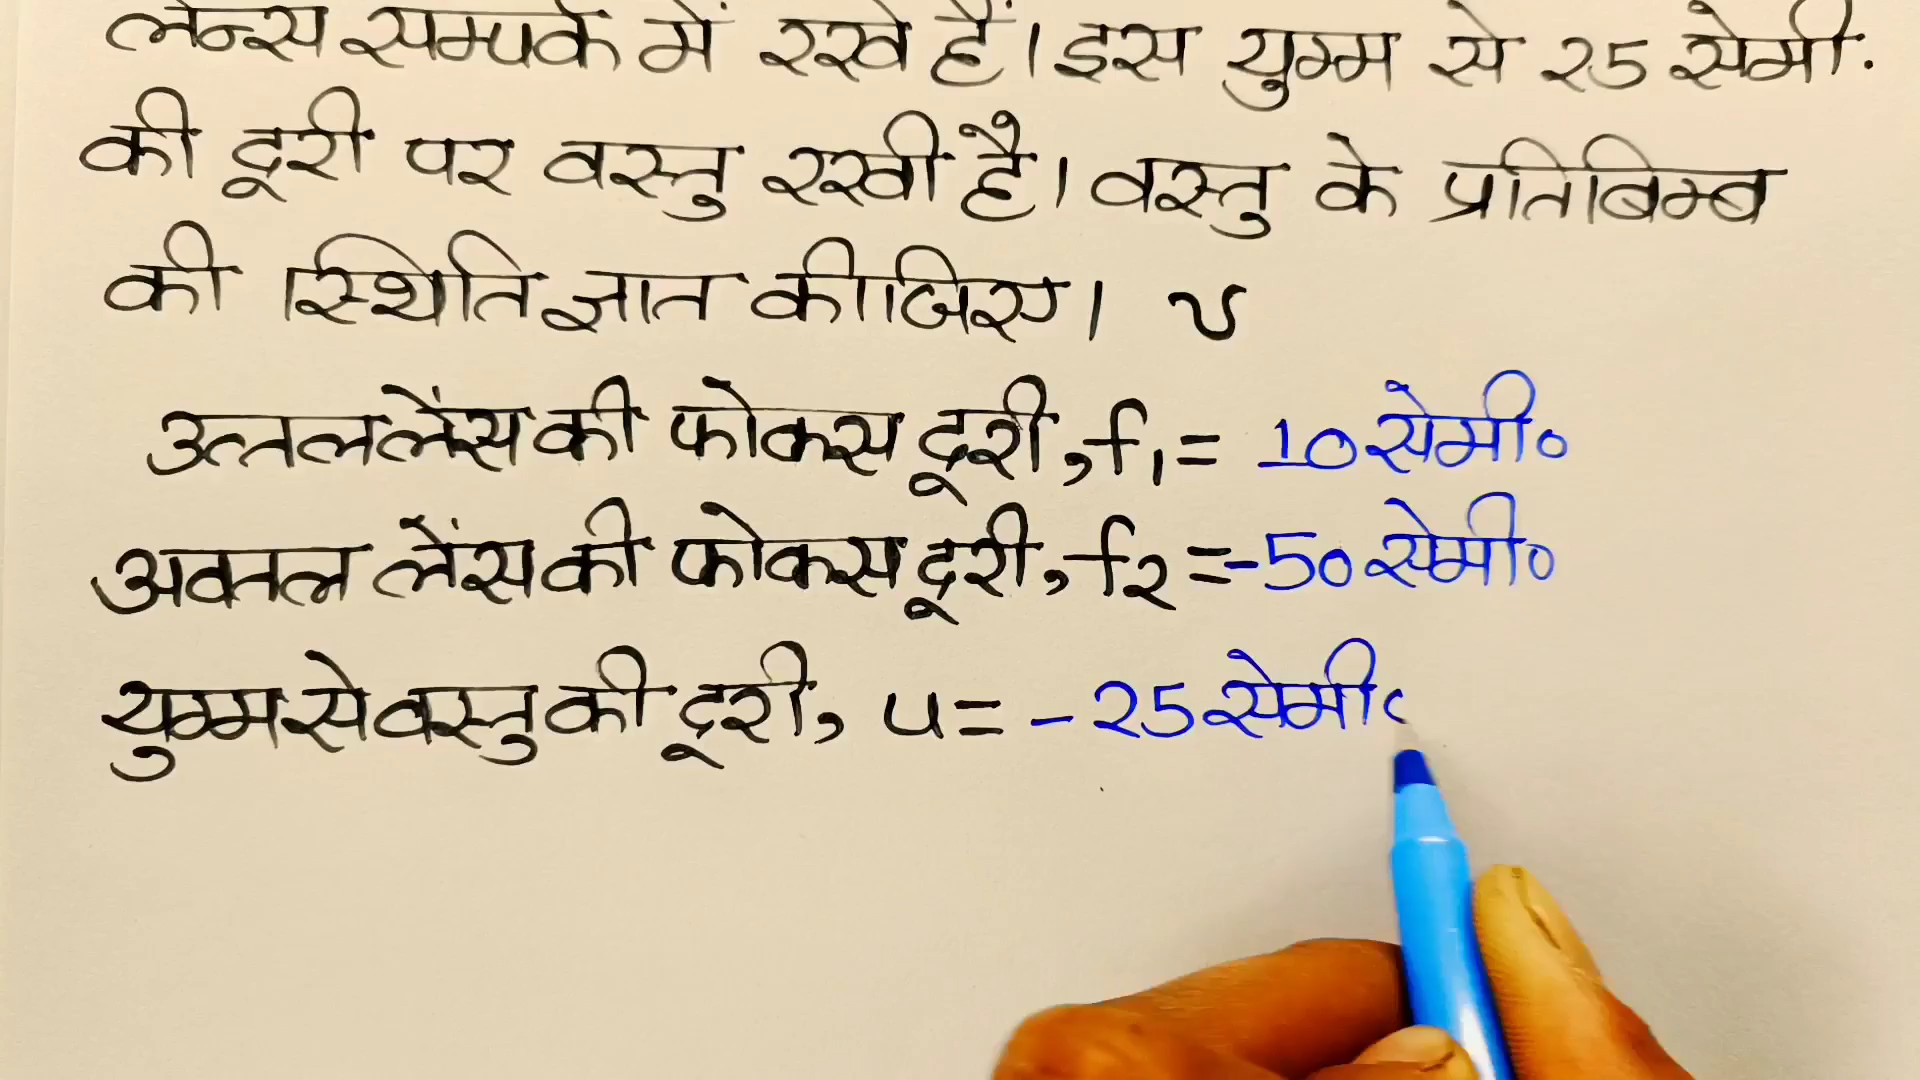 लेन्स सम्पर्क में रखे हैं। इस युग्म से 25 सेमी.
की दूरी पर वस्तु रखी है। वस्तु के प्रतिबिम्ब
की स्थिति ज्ञात कीजिए। v
उत्तल लेंस की फोकस दूरी, f₁ = 10 सेमी०
अवतल लेंस की फोकस दूरी, f₂ = -50 सेमी०
युग्म से वस्तु की दूरी, u = - 25 सेमी०